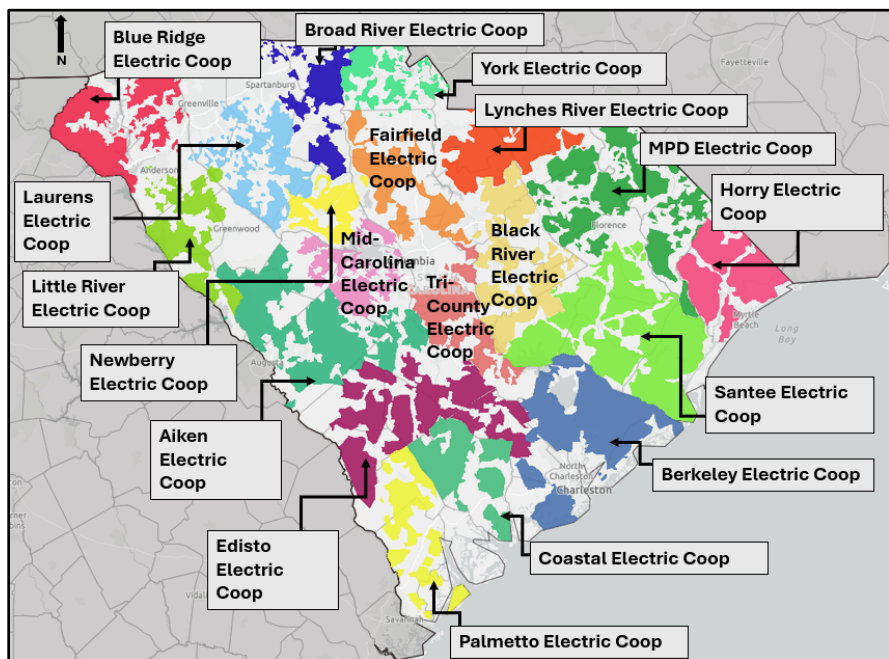 N
Blue Ridge
Electric Coop
Broad River Electric Coop
York Electric Coop
Lynches River Electric Coop
MPD Electric Coop
Horry Electric
Coop
Fairfield
Electric
Coop
Laurens
Electric
Coop
Little River
Electric Coop
Mid-
Carolina
Electric
Coop
Tri-
County
Electric
Coop
Black
River
Electric
Coop
Newberry
Electric Coop
Aiken
Electric
Coop
Santee Electric
Coop
Berkeley Electric Coop
Edisto
Electric
Coop
Coastal Electric Coop
Palmetto Electric Coop
Spartanburg
Greenville
Anderson
Greenwood
Fayetteville
Florence
Myrtle
Beach
Long
Bay
North
Charleston
Charleston
Savannah